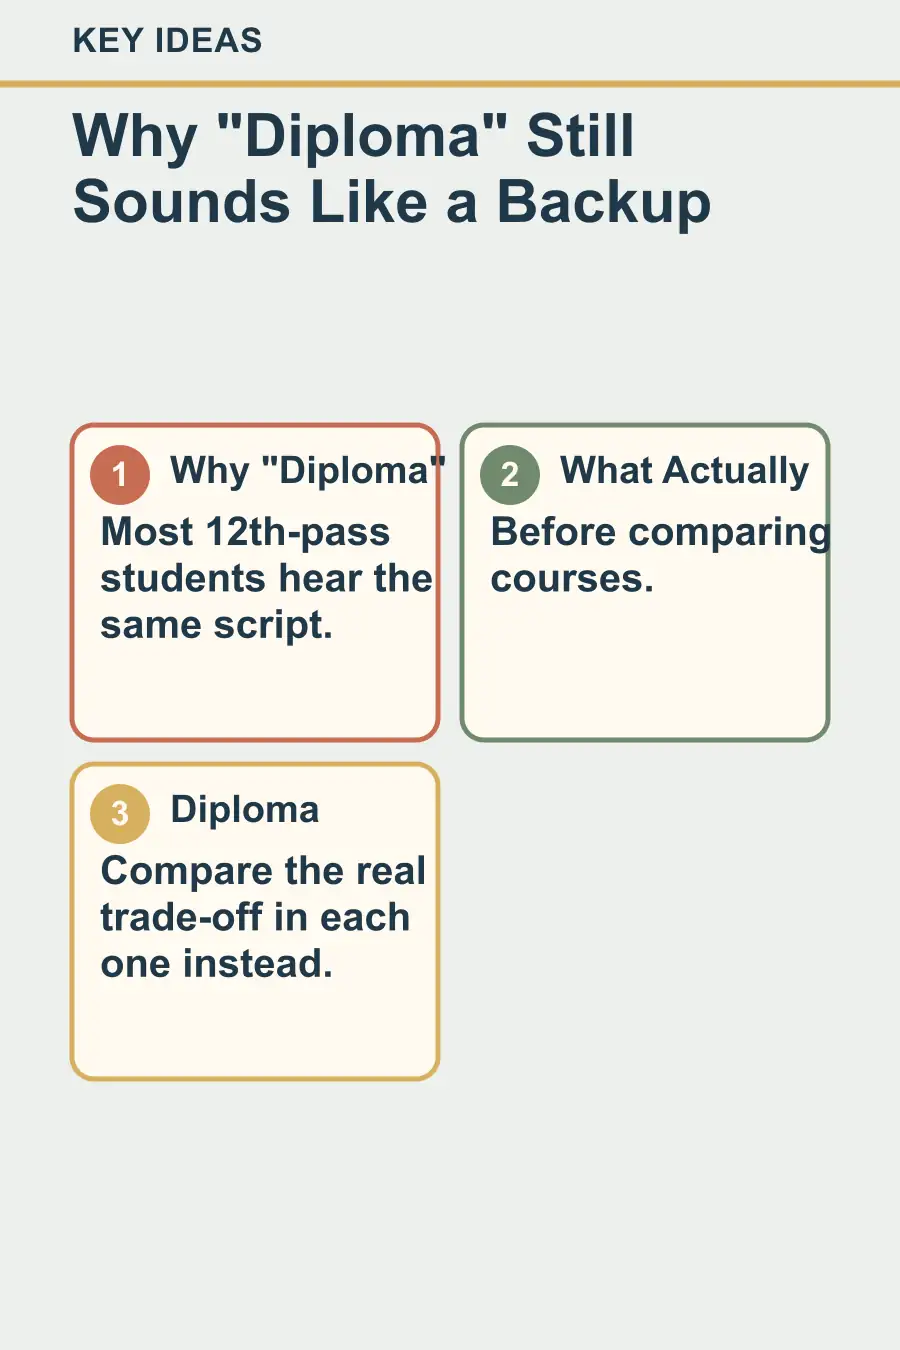 KEY IDEAS
Why "Diploma" Still
Sounds Like a Backup
1
Why "Diploma"
Most 12th-pass
students hear the
same script.
2
What Actually
Before comparing
courses.
3
Diploma
Compare the real
trade-off in each
one instead.